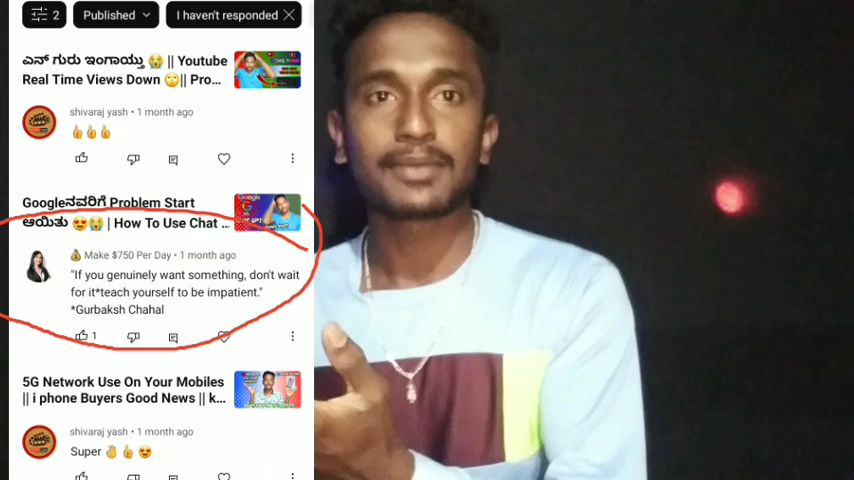 2 Published I haven't responded
ಎನ್ ಗುರು ಇಂಗಾಯ್ತು 😭 || Youtube
Real Time Views Down 🙄|| Pro...
shivaraj yash • 1 month ago
👍👍👍
Googleನವರಿಗೆ Problem Start
ಆಯಿತು 😍😭 | How To Use Chat ...
💰 Make $750 Per Day • 1 month ago
"If you genuinely want something, don't wait
for it*teach yourself to be impatient."
*Gurbaksh Chahal
1
5G Network Use On Your Mobiles
|| i phone Buyers Good News || k...
shivaraj yash • 1 month ago
Super 👌👍😍